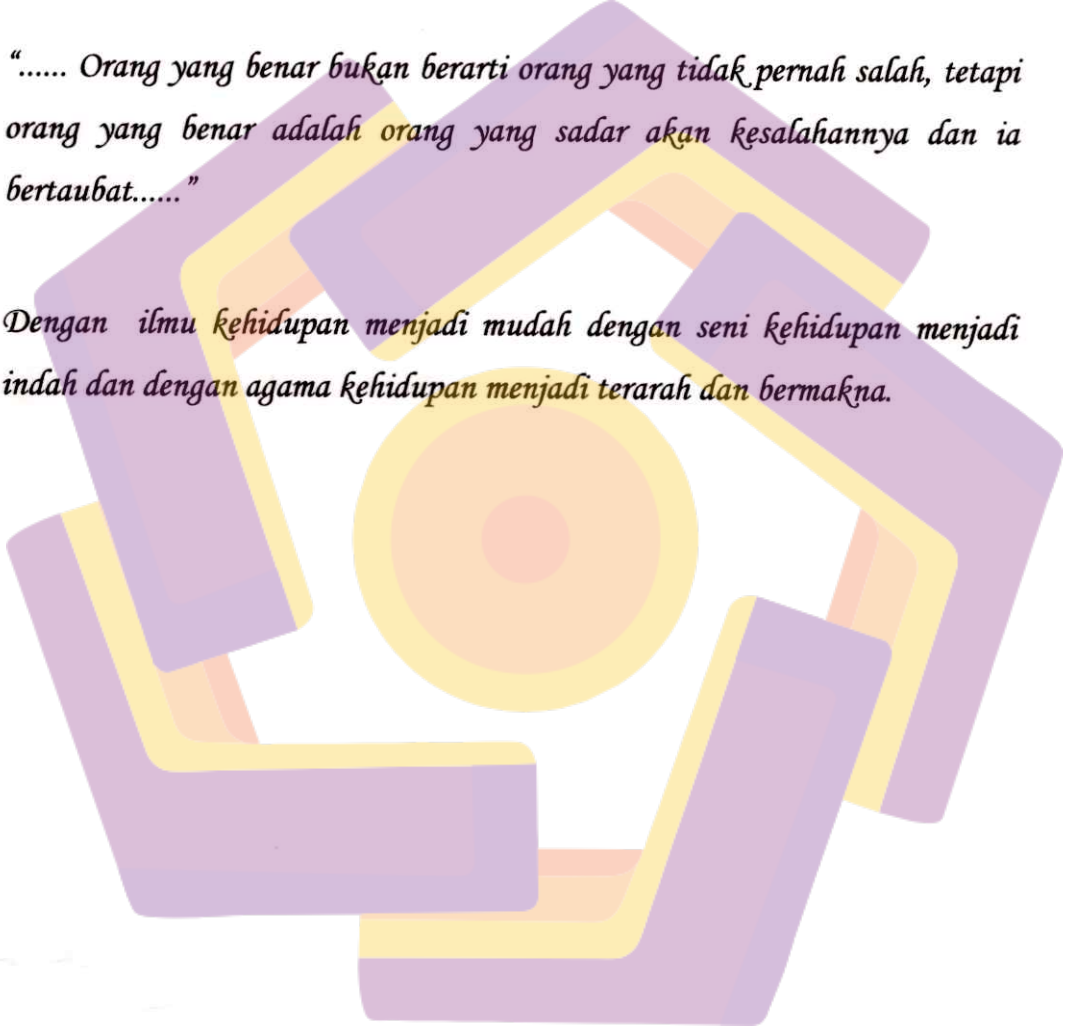 “...... Orang yang benar bukan berarti orang yang tidak pernah salah, tetapi
orang yang benar adalah orang yang sadar akan kesalahannya dan ia
bertaubat......”
Dengan ilmu kehidupan menjadi mudah dengan seni kehidupan menjadi
indah dan dengan agama kehidupan menjadi terarah dan bermakna.